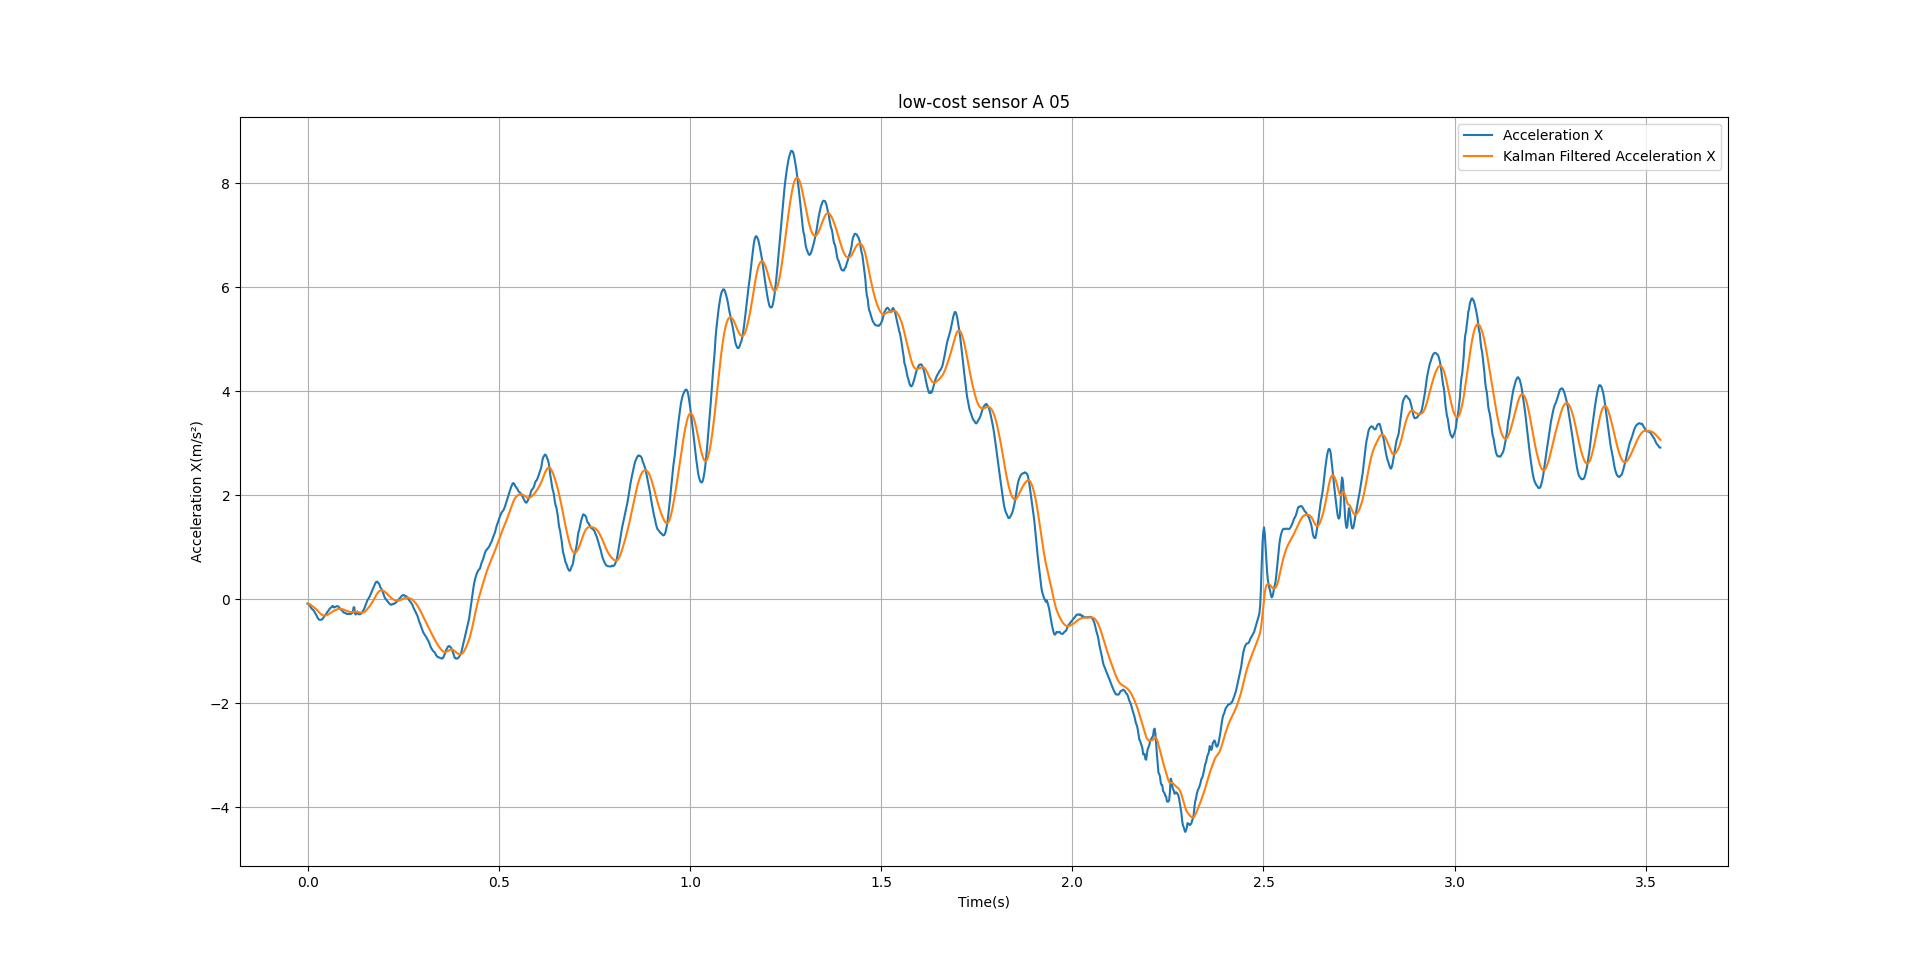 low-cost sensor A 05
Acceleration X
Kalman Filtered Acceleration X
8
6
4
2
0
−2
−4
Acceleration X(m/s²)
0.0 0.5 1.0 1.5 2.0 2.5 3.0 3.5
Time(s)